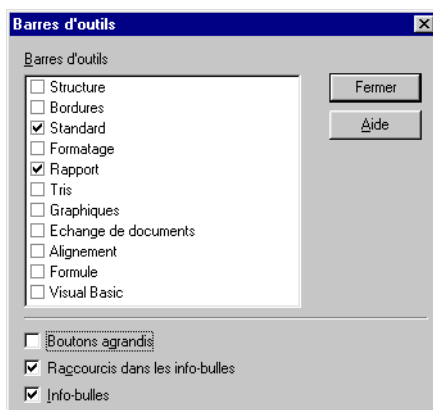 Barres d'outils
Barres d'outils
Structure
Bordures
Standard
Formatage
Rapport
Tris
Graphiques
Echange de documents
Alignement
Formule
Visual Basic
Fermer
Aide
Boutons agrandis
Raccourcis dans les info-bulles
Info-bulles